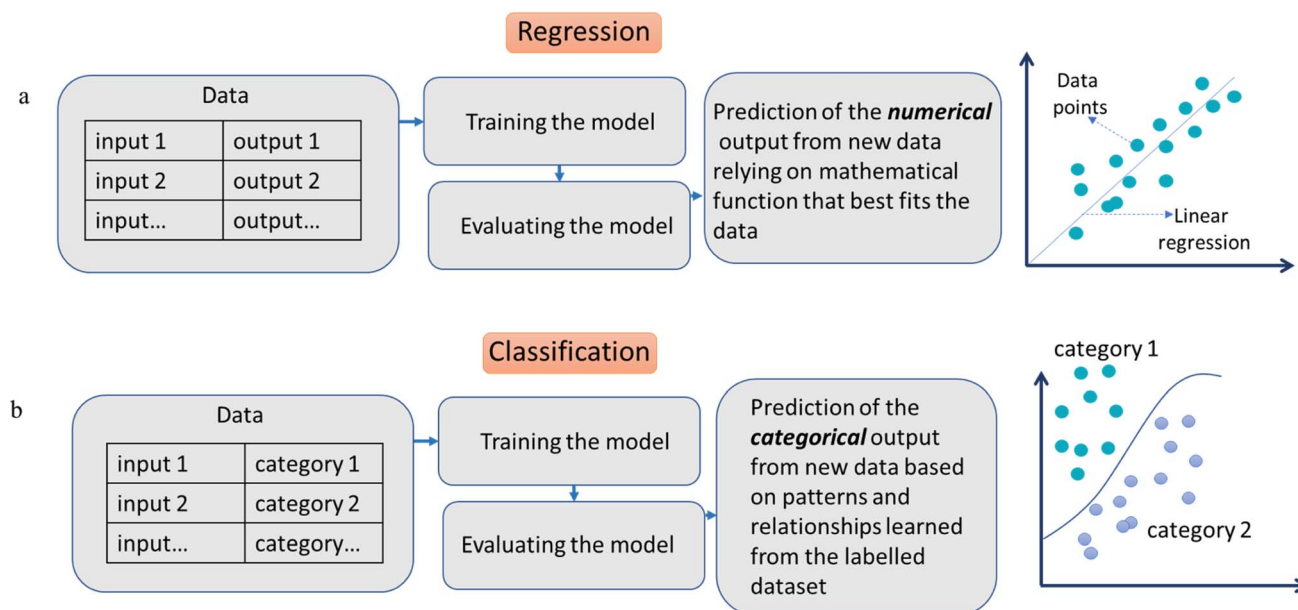 Regression
a
Data
input 1 output 1
input 2 output 2
input... output...
Training the model
Evaluating the model
Prediction of the numerical
output from new data
relying on mathematical
function that best fits the
data
Data
points
Linear
regression
Classification
b
Data
input 1 category 1
input 2 category 2
input... category...
Training the model
Evaluating the model
Prediction of the
categorical output
from new data based
on patterns and
relationships learned
from the labelled
dataset
category 1
category 2